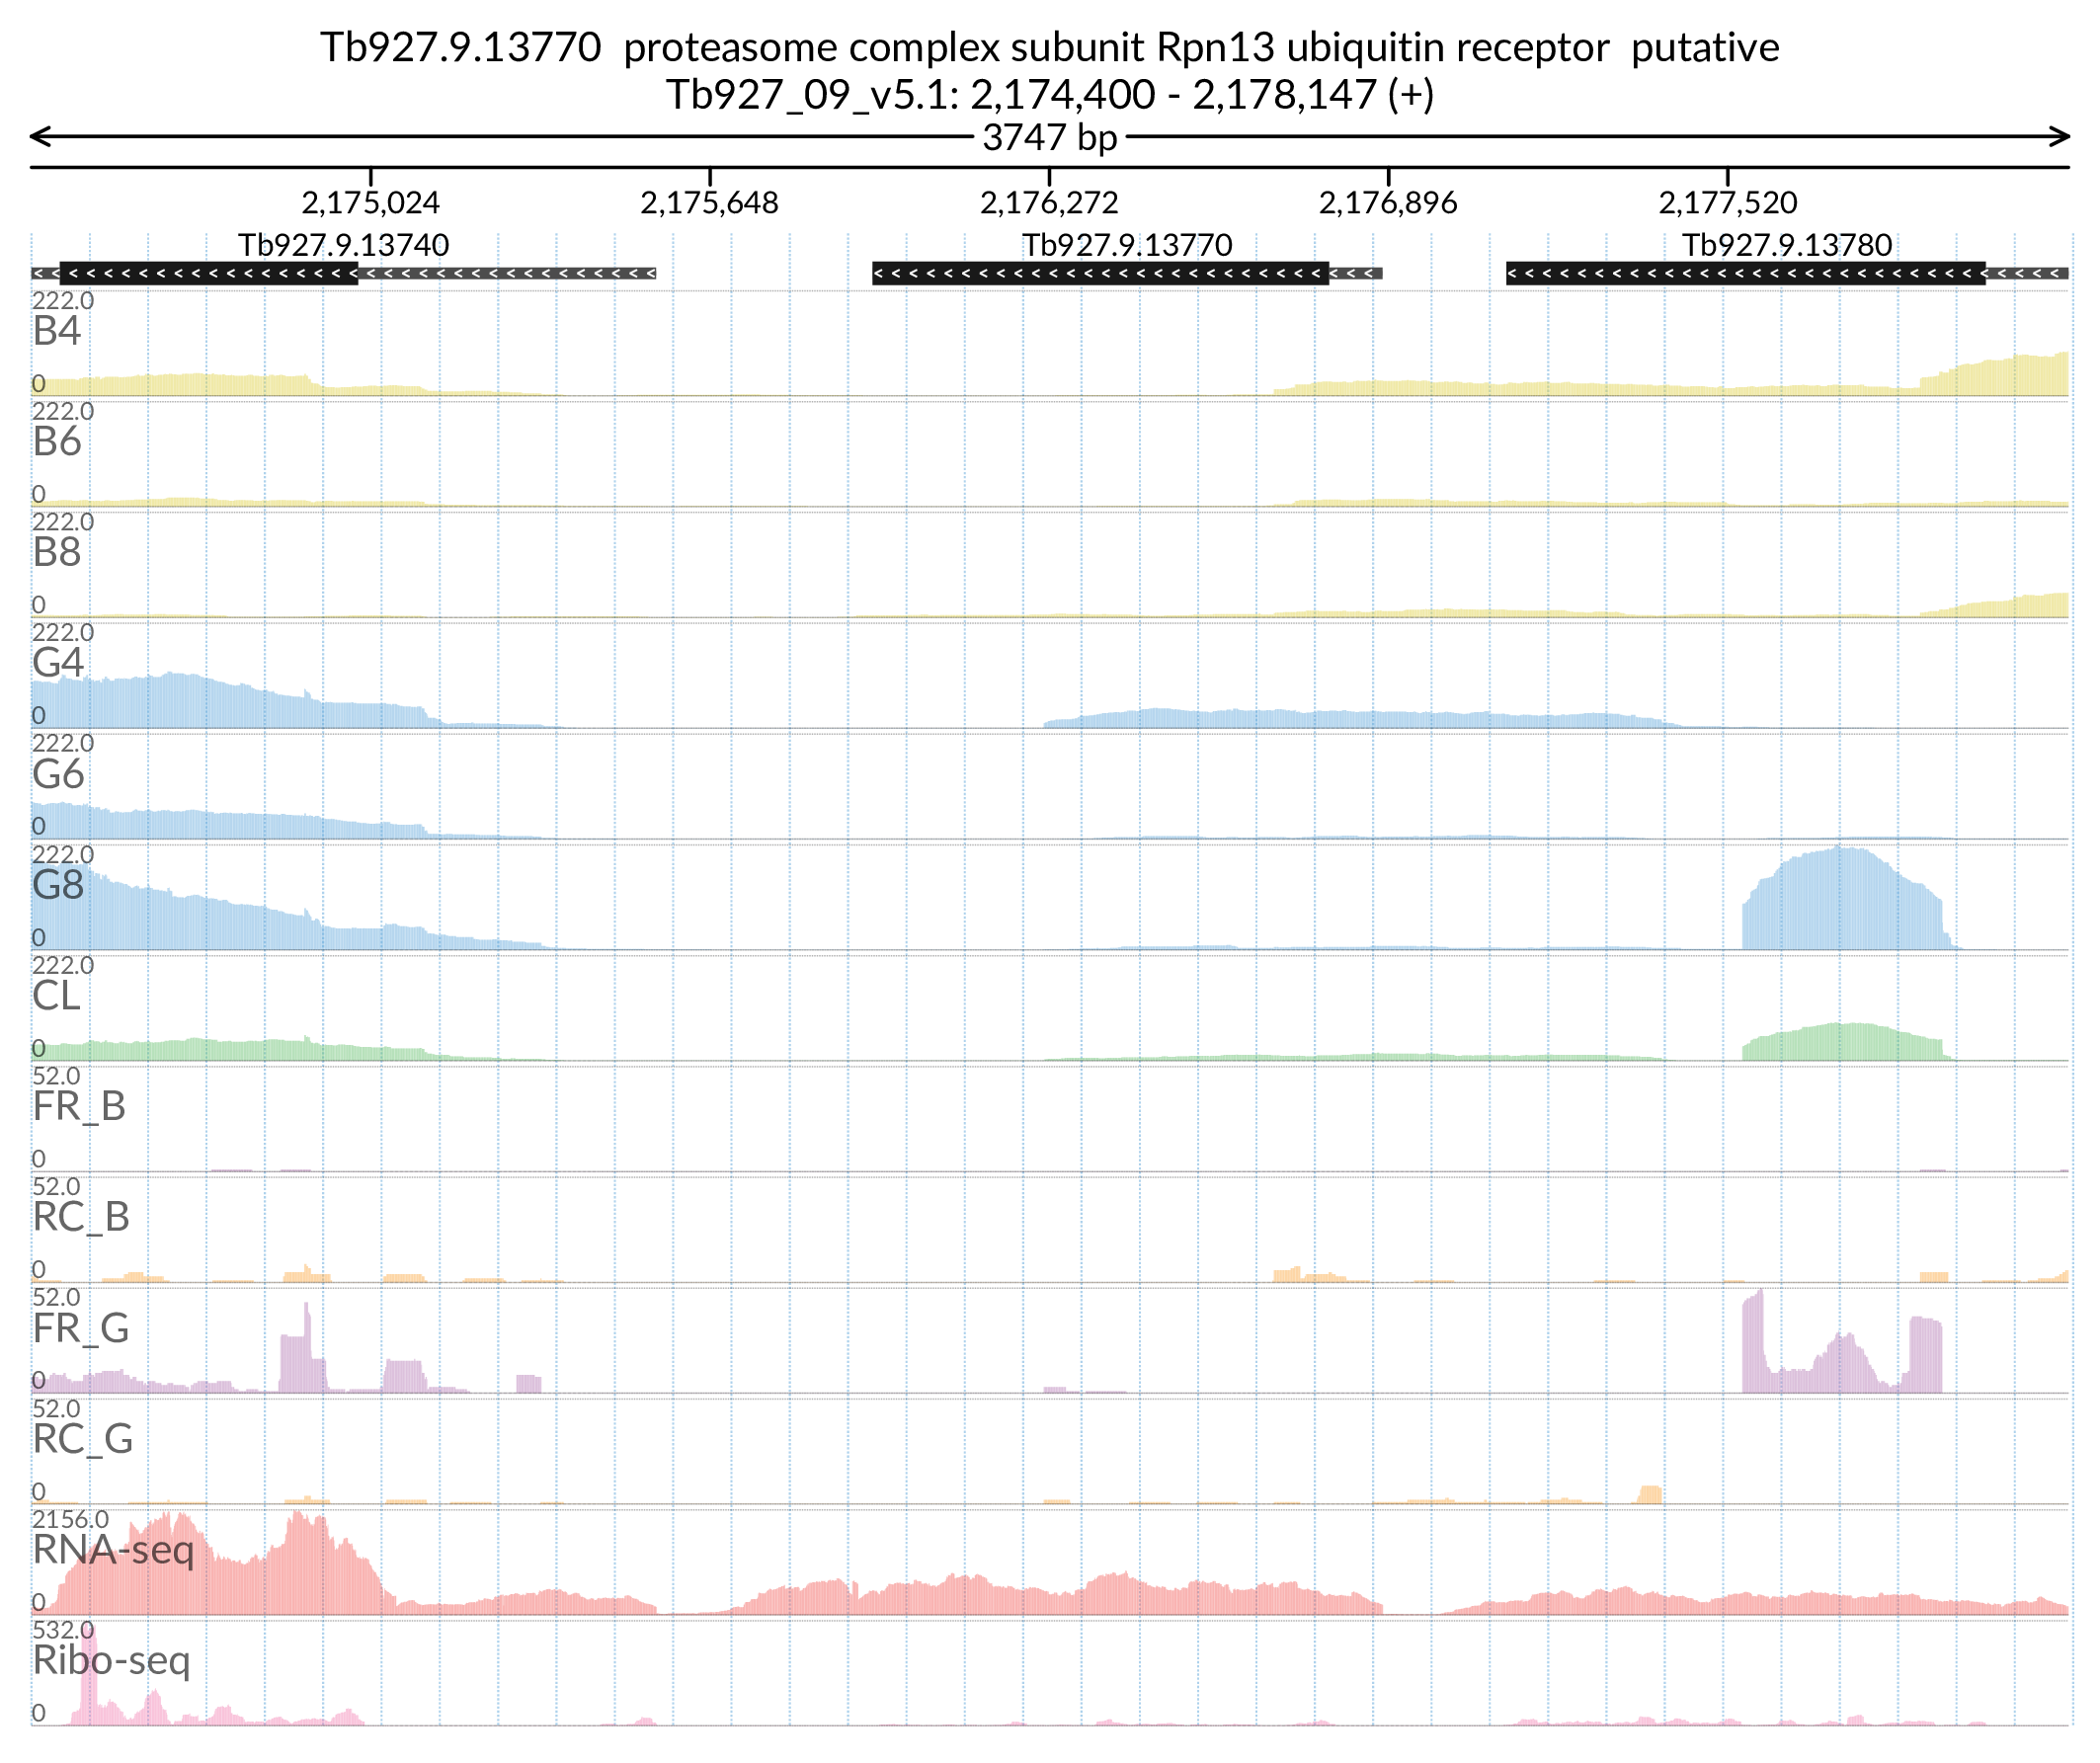 Tb927.9.13770  proteasome complex subunit Rpn13 ubiquitin receptor  putative
Tb927_09_v5.1: 2,174,400 - 2,178,147 (+)
3747 bp
2,175,024 2,175,648 2,176,272 2,176,896 2,177,520
Tb927.9.13740 Tb927.9.13770 Tb927.9.13780
222.0
B4
0
222.0
B6
0
222.0
B8
0
222.0
G4
0
222.0
G6
0
222.0
G8
0
222.0
CL
0
52.0
FR_B
0
52.0
RC_B
0
52.0
FR_G
0
52.0
RC_G
0
2156.0
RNA-seq
0
532.0
Ribo-seq
0